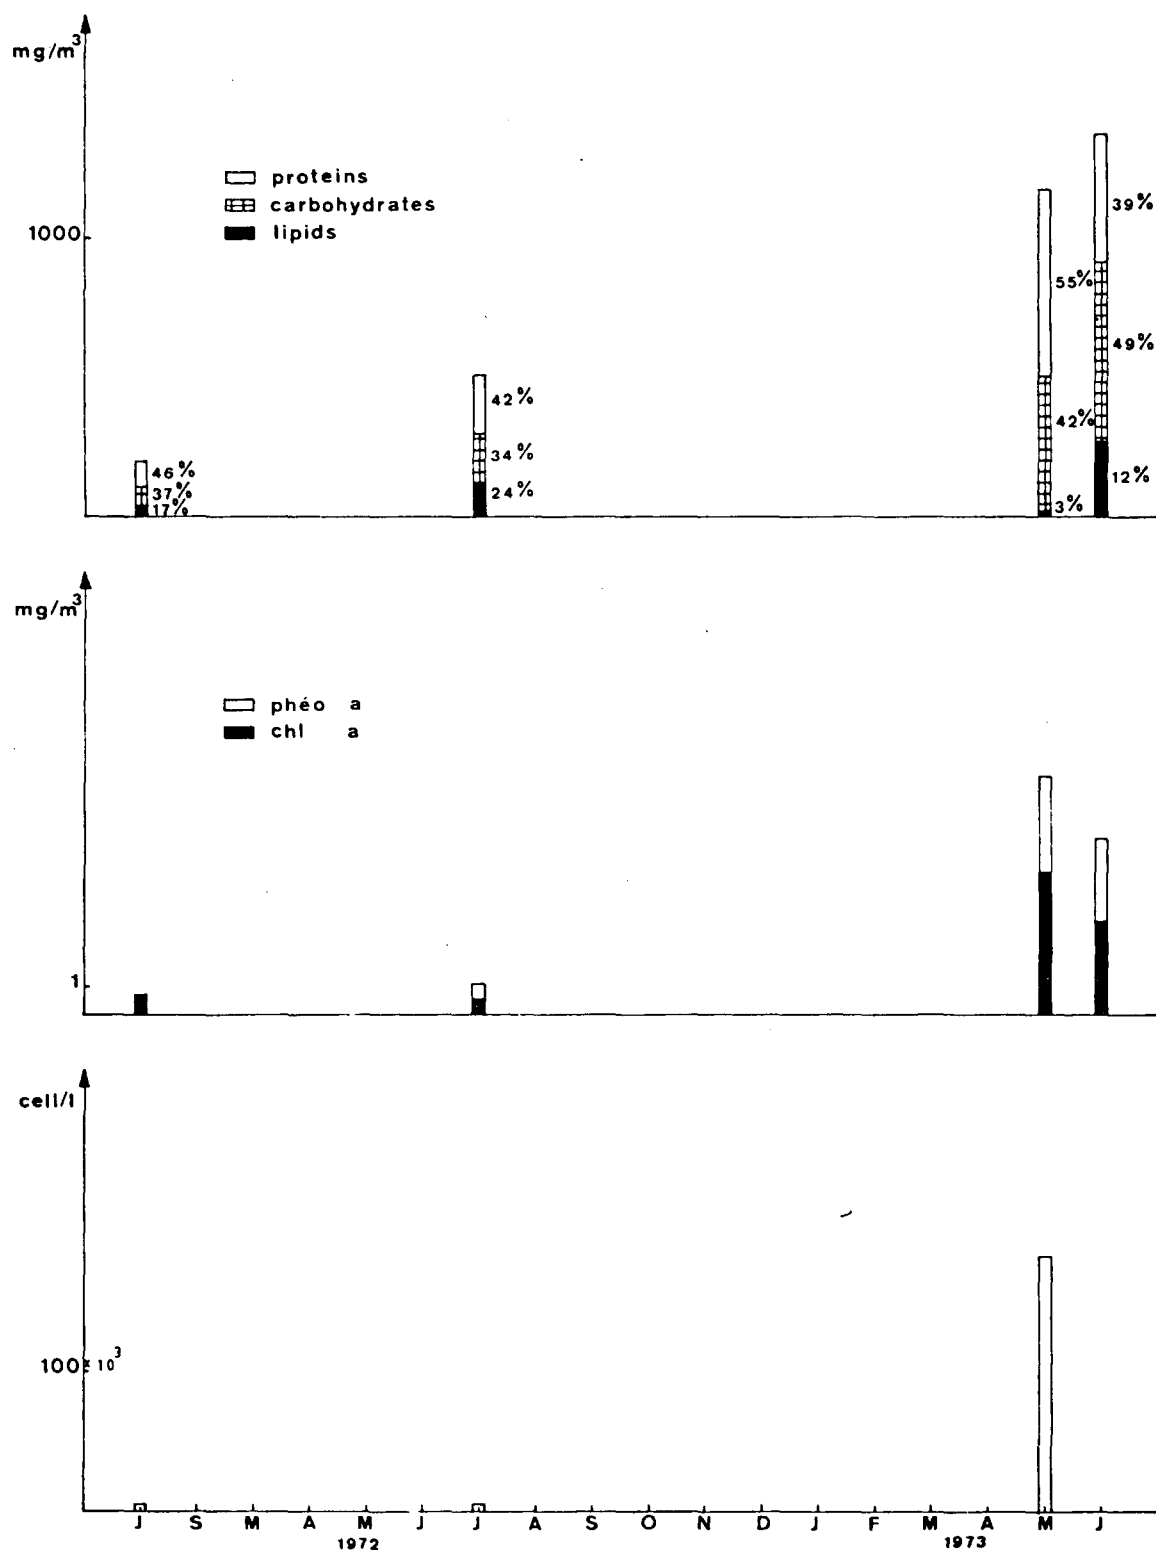 mg/m³
proteins
carbohydrates
lipids
1000
39%
55%
49%
42%
42%
46%
34%
37%
24%
12%
17%
3%
mg/m³
phéo a
chl a
1
cell/l
100×10³
J S M A M J J A S O N D J F M A M J
1972 1973